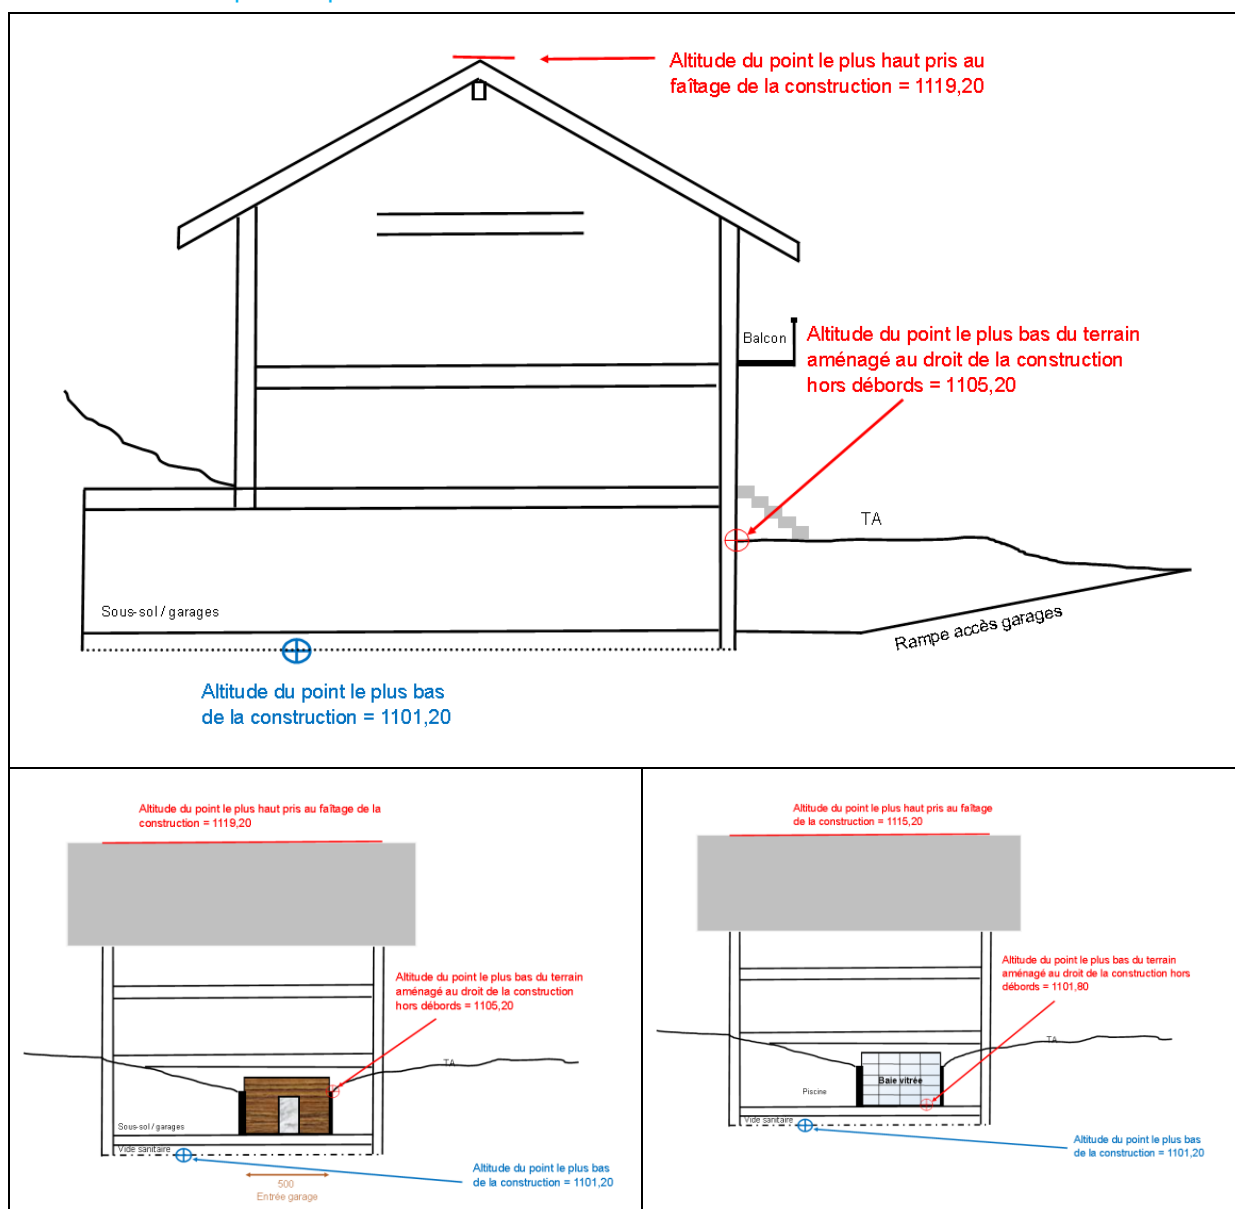 Altitude du point le plus haut pris au
faîtage de la construction = 1119,20
Balcon
Altitude du point le plus bas du terrain
aménagé au droit de la construction
hors débords = 1105,20
TA
Sous-sol / garages
Rampe accès garages
Altitude du point le plus bas
de la construction = 1101,20
Altitude du point le plus haut pris au faîtage de la
construction = 1119,20
Altitude du point le plus bas du terrain
aménagé au droit de la construction
hors débords = 1105,20
TA
Sous-sol / garages
Vide sanitaire
Altitude du point le plus bas
de la construction = 1101,20
500
Entrée garage
Altitude du point le plus haut pris au faîtage
de la construction = 1115,20
Altitude du point le plus bas du terrain
aménagé au droit de la construction hors
débords = 1101,80
TA
Baie vitrée
Piscine
Vide sanitaire
Altitude du point le plus bas
de la construction = 1101,20